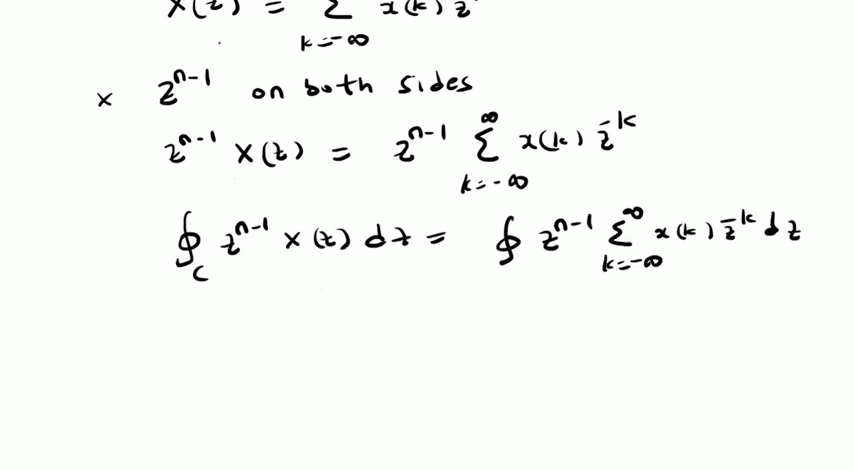 X(z) = Σ x(k) z
k=-∞
× z^{n-1} on both sides
z^{n-1} X(z) = z^{n-1} Σ_{k=-∞}^{∞} x(k) z^{-k}
∮_C z^{n-1} X(z) dz = ∮ z^{n-1} Σ_{k=-∞}^{∞} x(k) z^{-k} dz